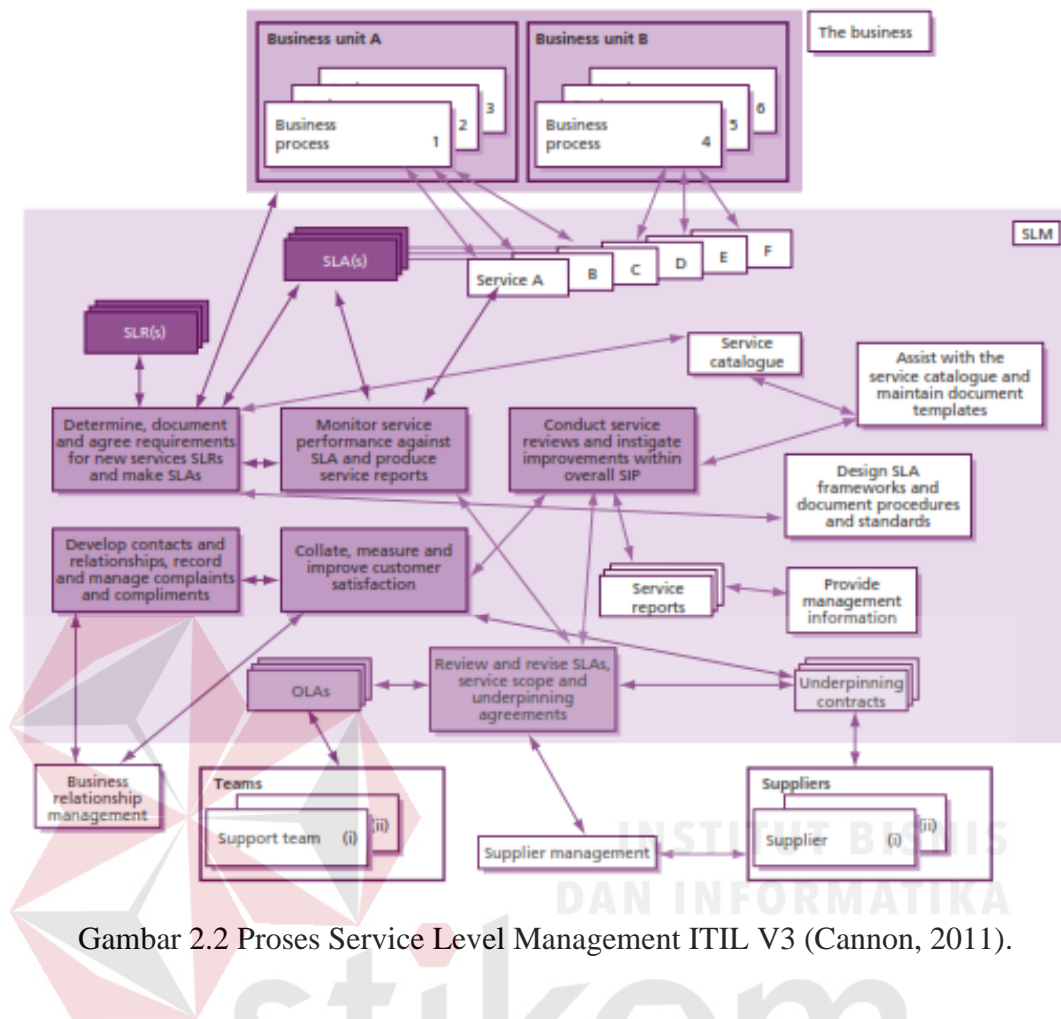 Business unit A
Business unit B
The business
3
2
Business
process 1
6
5
Business
process 4
SLM
SLA(s)
Service A
B
C
D
E
F
SLR(s)
Service
catalogue
Assist with the
service catalogue and
maintain document
templates
Determine, document
and agree requirements
for new services SLRs
and make SLAs
Monitor service
performance against
SLA and produce
service reports
Conduct service
reviews and instigate
improvements within
overall SIP
Design SLA
frameworks and
document procedures
and standards
Develop contacts and
relationships, record
and manage complaints
and compliments
Collate, measure and
improve customer
satisfaction
Service
reports
Provide
management
information
OLAs
Review and revise SLAs,
service scope and
underpinning
agreements
Underpinning
contracts
Business
relationship
management
Teams
(ii)
Support team (i)
Supplier management
Suppliers
(ii)
Supplier (i)
INSTITUT BISNIS
DAN INFORMATIKA
Gambar 2.2 Proses Service Level Management ITIL V3 (Cannon, 2011).
stikom